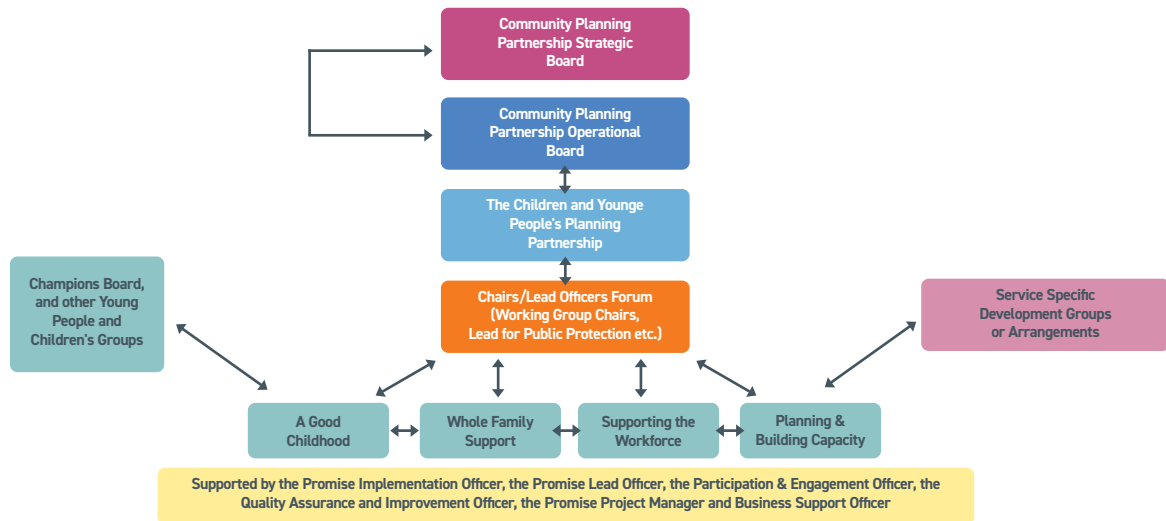 Community Planning
Partnership Strategic
Board
Community Planning
Partnership Operational
Board
The Children and Younge
People's Planning
Partnership
Champions Board,
and other Young
People and
Children's Groups
Chairs/Lead Officers Forum
(Working Group Chairs,
Lead for Public Protection etc.)
Service Specific
Development Groups
or Arrangements
A Good
Childhood
Whole Family
Support
Supporting the
Workforce
Planning &
Building Capacity
Supported by the Promise Implementation Officer, the Promise Lead Officer, the Participation & Engagement Officer, the
Quality Assurance and Improvement Officer, the Promise Project Manager and Business Support Officer